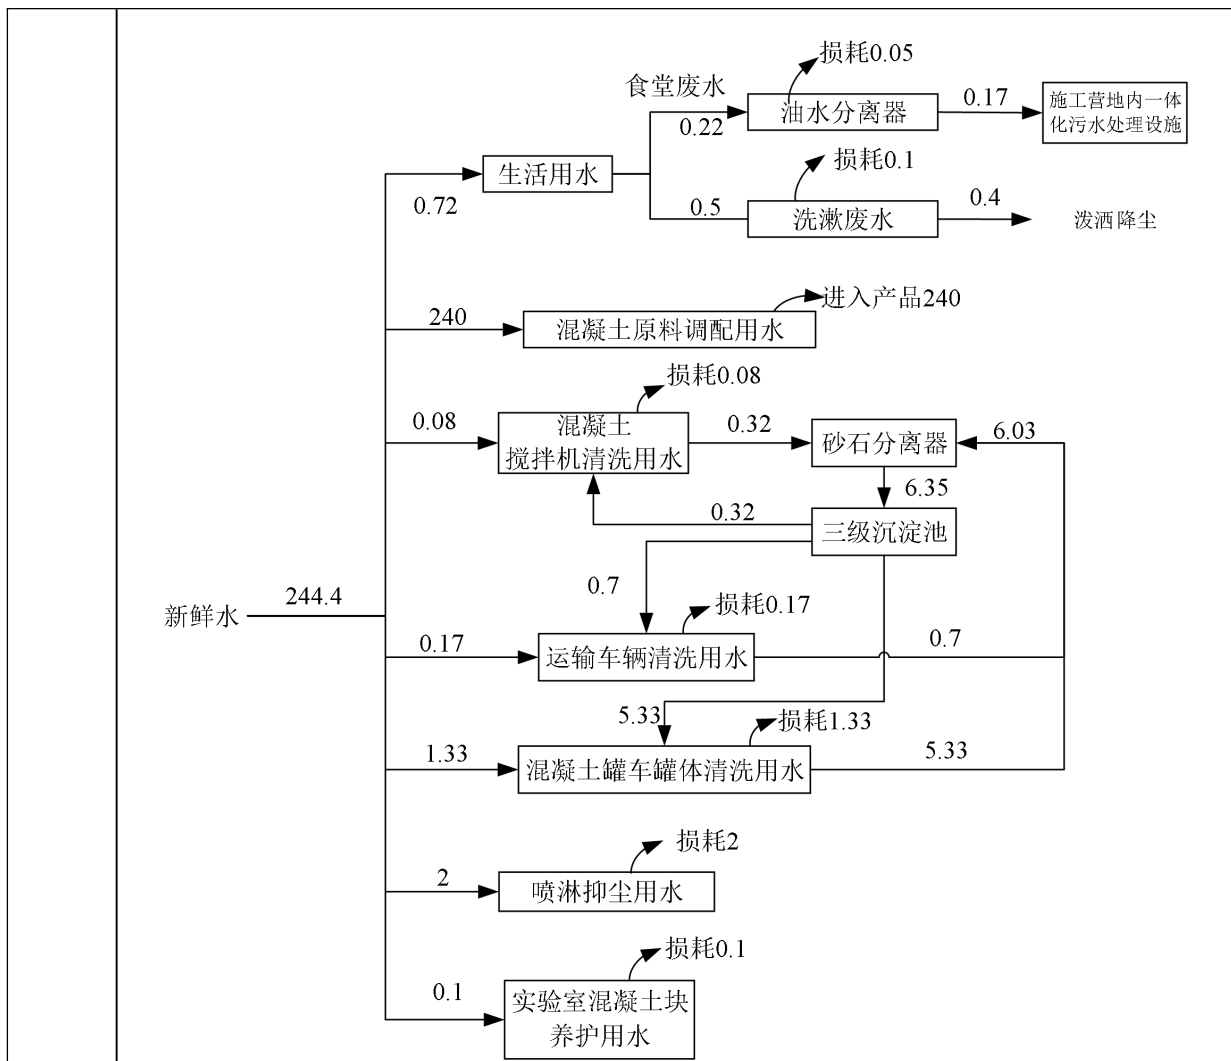 损耗0.05
食堂废水
0.22
油水分离器
0.17
施工营地内一体
化污水处理设施
生活用水
0.72
损耗0.1
0.5
洗漱废水
0.4
泼洒降尘
进入产品240
240
混凝土原料调配用水
损耗0.08
0.08
混凝土
搅拌机清洗用水
0.32
砂石分离器
6.03
6.35
0.32
三级沉淀池
0.7
新鲜水
244.4
损耗0.17
0.17
运输车辆清洗用水
0.7
5.33
损耗1.33
1.33
混凝土罐车罐体清洗用水
5.33
损耗2
2
喷淋抑尘用水
损耗0.1
0.1
实验室混凝土块
养护用水